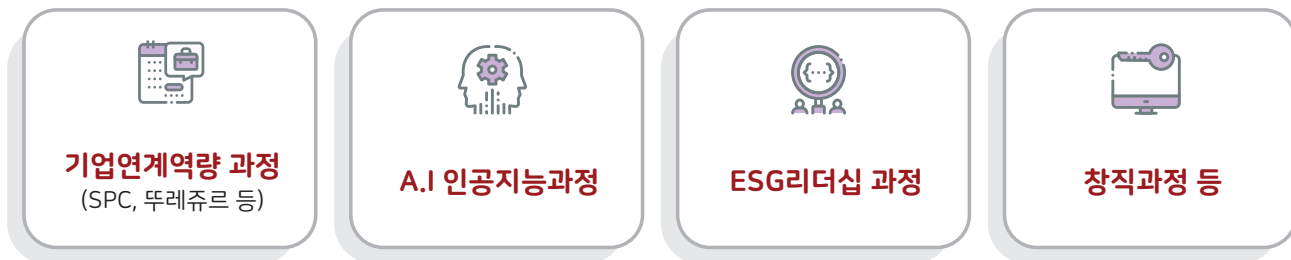 기업연계역량 과정
(SPC, 뚜레쥬르 등)
A.I 인공지능과정
ESG리더십 과정
창직과정 등